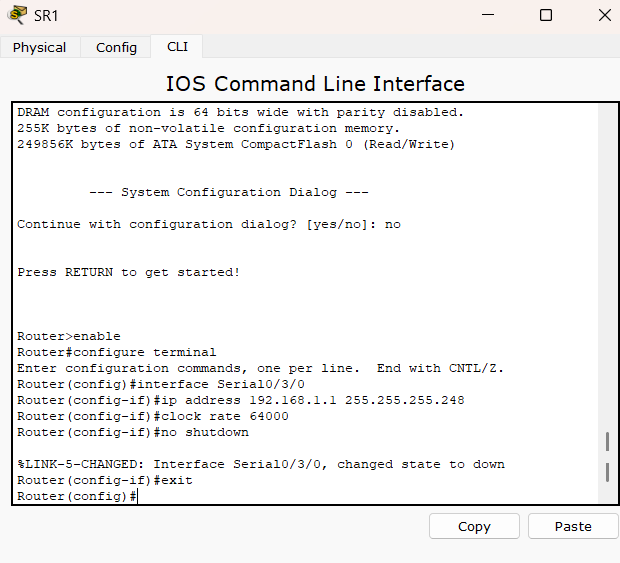 SR1
Physical Config CLI
IOS Command Line Interface
DRAM configuration is 64 bits wide with parity disabled.
255K bytes of non-volatile configuration memory.
249856K bytes of ATA System CompactFlash 0 (Read/Write)
--- System Configuration Dialog ---
Continue with configuration dialog? [yes/no]: no
Press RETURN to get started!
Router>enable
Router#configure terminal
Enter configuration commands, one per line.  End with CNTL/Z.
Router(config)#interface Serial0/3/0
Router(config-if)#ip address 192.168.1.1 255.255.255.248
Router(config-if)#clock rate 64000
Router(config-if)#no shutdown
%LINK-5-CHANGED: Interface Serial0/3/0, changed state to down
Router(config-if)#exit
Router(config)#
Copy Paste